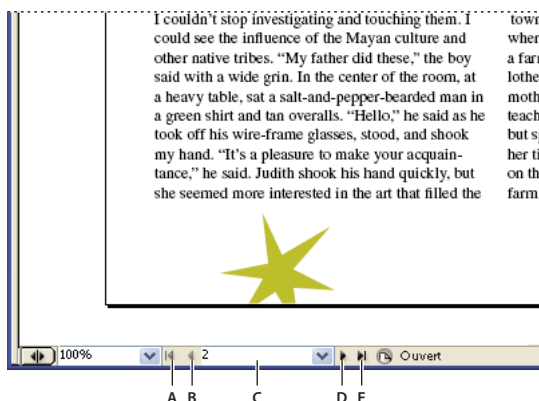 I couldn’t stop investigating and touching them. I
could see the influence of the Mayan culture and
other native tribes. “My father did these,” the boy
said with a wide grin. In the center of the room, at
a heavy table, sat a salt-and-pepper-bearded man in
a green shirt and tan overalls. “Hello,” he said as he
took off his wire-frame glasses, stood, and shook
my hand. “It’s a pleasure to make your acquain-
tance,” he said. Judith shook his hand quickly, but
she seemed more interested in the art that filled the
town
wher
a far
lothe
moth
teach
but sp
her ti
on th
farm
100%
2
Ouvert
A B C D E